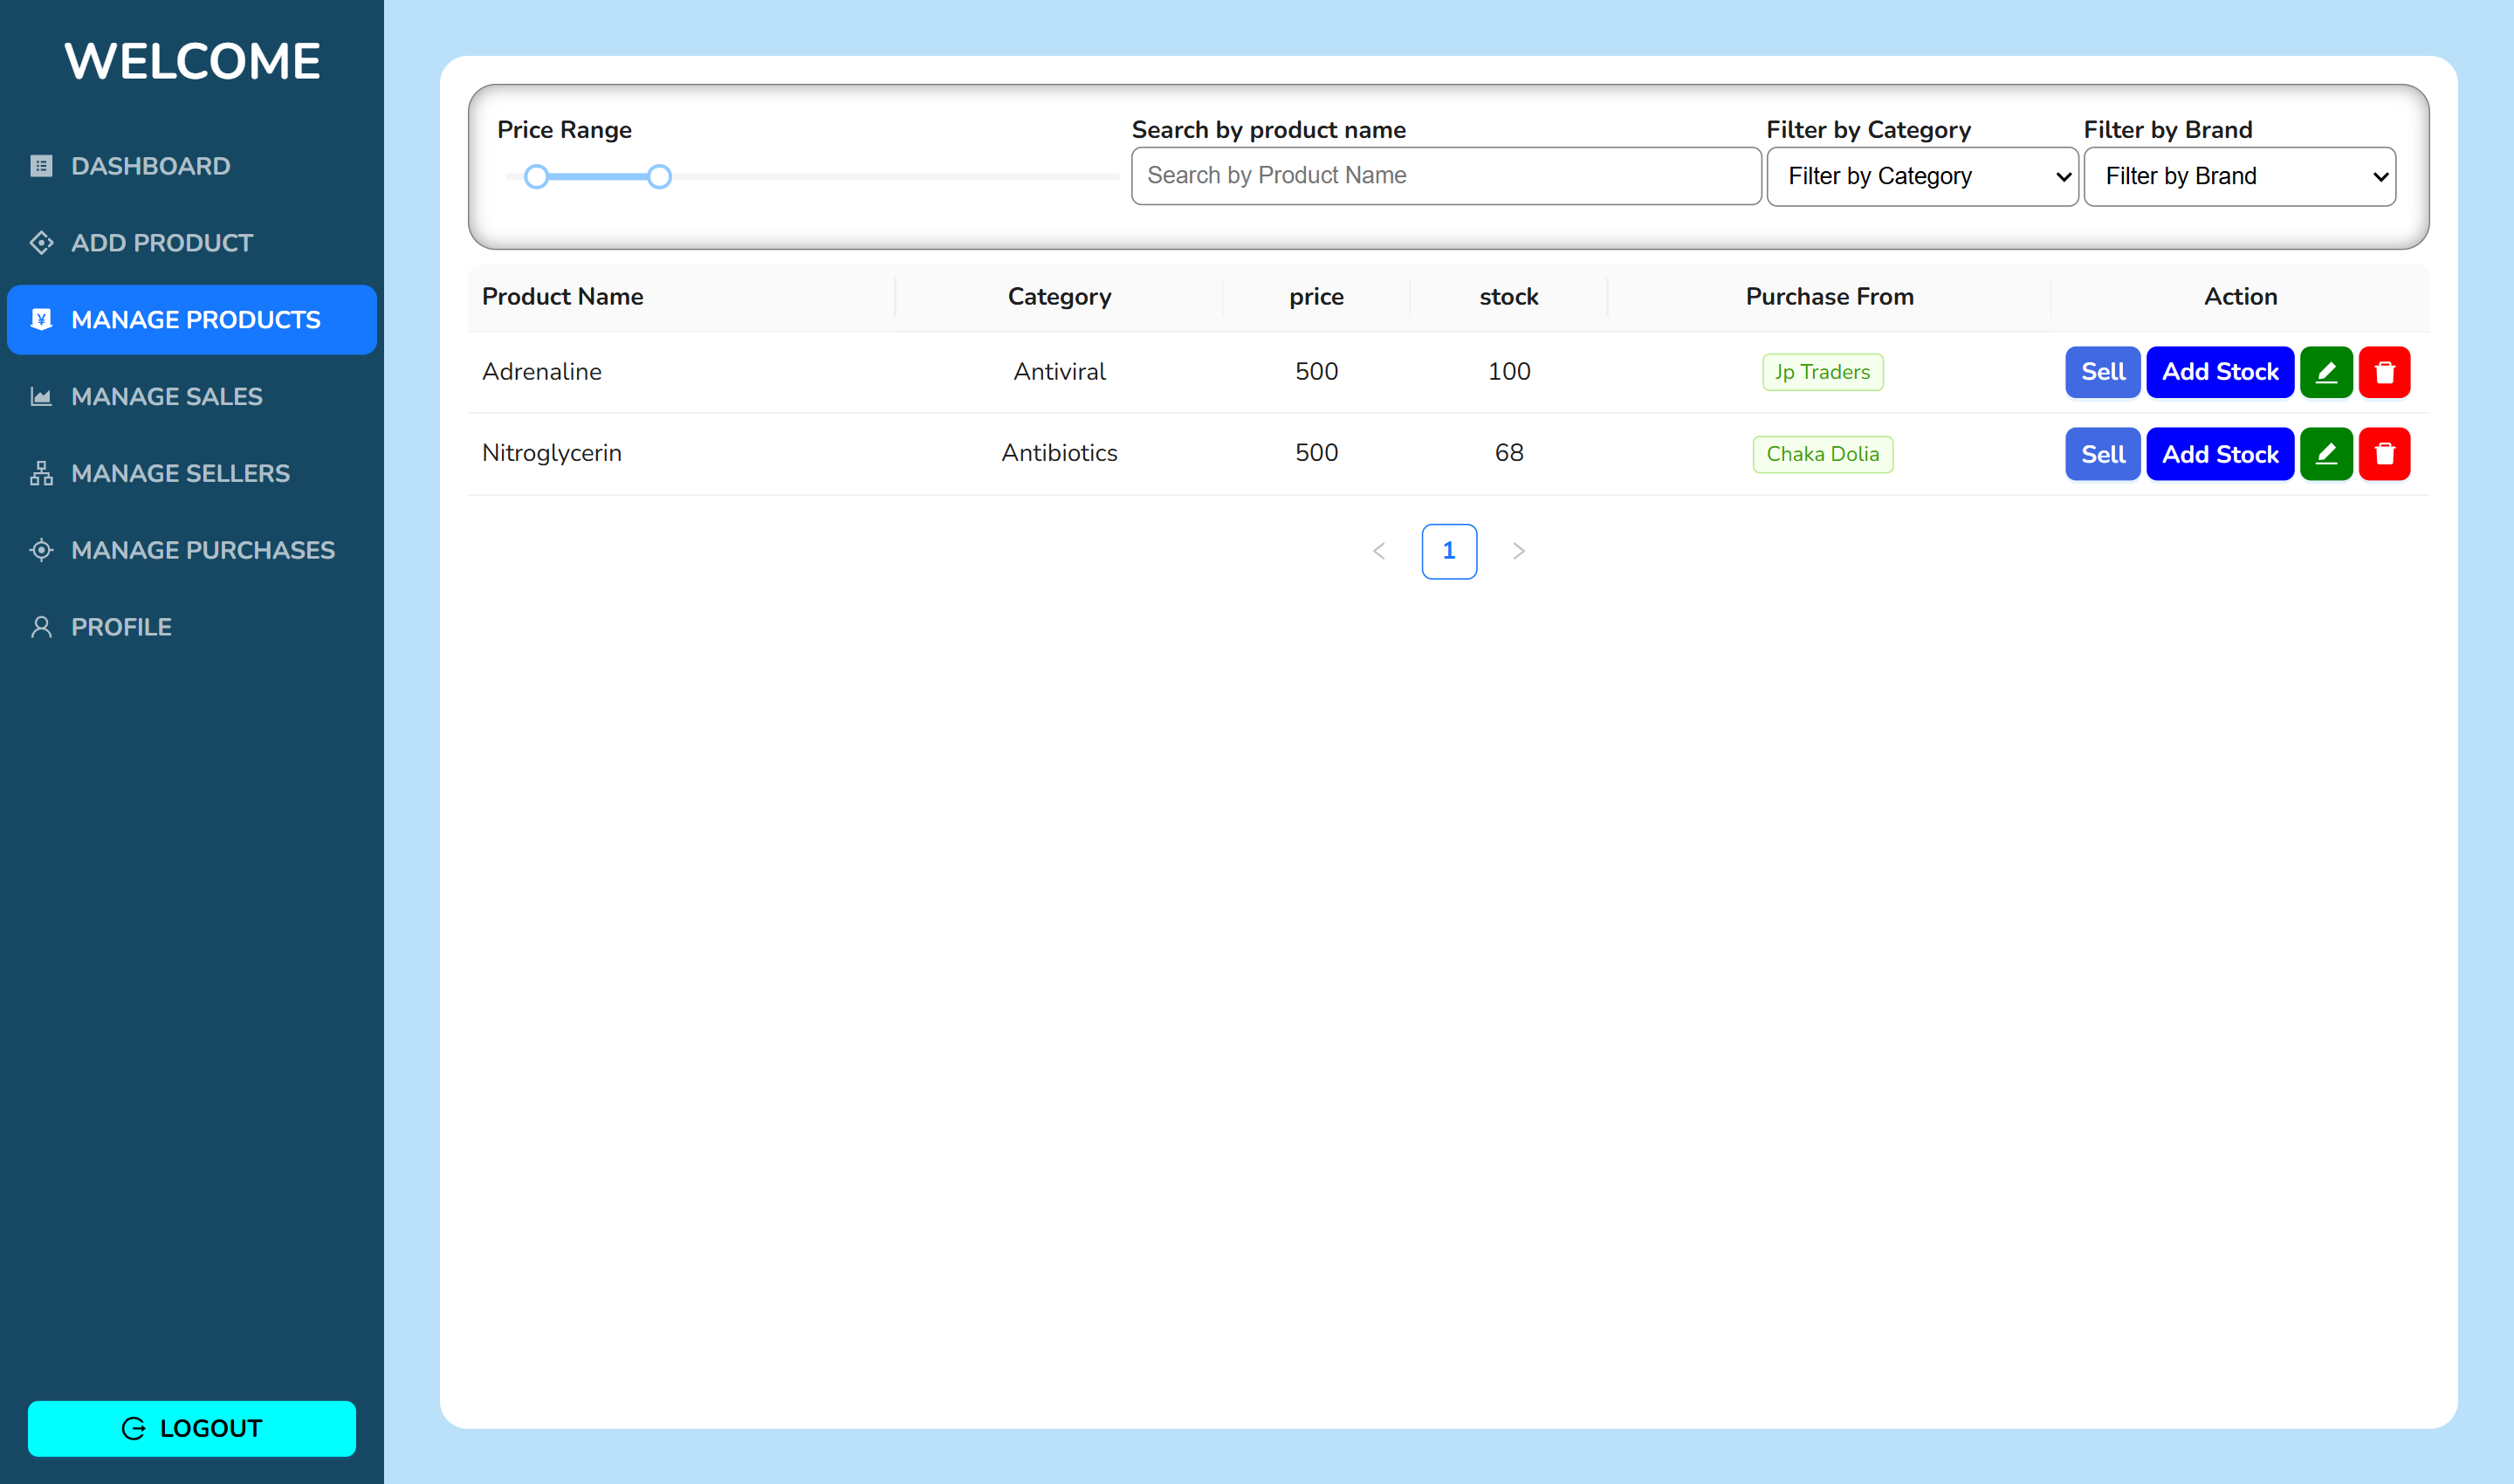 WELCOME
DASHBOARD
ADD PRODUCT
MANAGE PRODUCTS
MANAGE SALES
MANAGE SELLERS
MANAGE PURCHASES
PROFILE
LOGOUT
Price Range
Search by product name
Filter by Category
Filter by Brand
Search by Product Name
Filter by Category
Filter by Brand
Product Name Category price stock Purchase From Action
Adrenaline Antiviral 500 100 Jp Traders Sell Add Stock
Nitroglycerin Antibiotics 500 68 Chaka Dolia Sell Add Stock
1